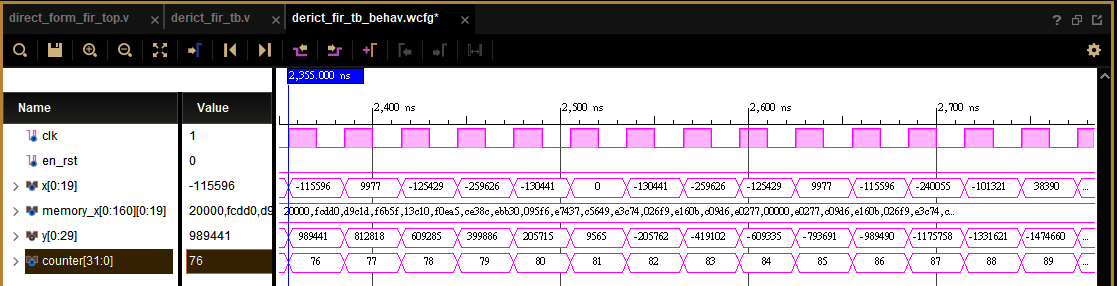 direct_form_fir_top.v × derict_fir_tb.v × derict_fir_tb_behav.wcfg* × ?
2,355.000 ns
Name Value 2,400 ns 2,500 ns 2,600 ns 2,700 ns
clk 1
en_rst 0
x[0:19] -115596 -115596 9977 -125429 -259626 -130441 0 -130441 -259626 -125429 9977 -115596 -240055 -101321 38390 ...
memory_x[0:160][0:19] 20000,fcdd0,d9 20000,fcdd0,d9c1d,f6b5f,13c10,f0ea5,ce38c,ebb30,095f6,e7437,c5649,e3c74,026f9,e160b,c09d6,e0277,00000,e0277,c09d6,e160b,026f9,e3c74,c...
y[0:29] 989441 989441 812818 609285 399886 205715 9565 -205762 -419102 -609335 -793691 -989490 -1175758 -1331621 -1474660 ...
counter[31:0] 76 76 77 78 79 80 81 82 83 84 85 86 87 88 89 ...